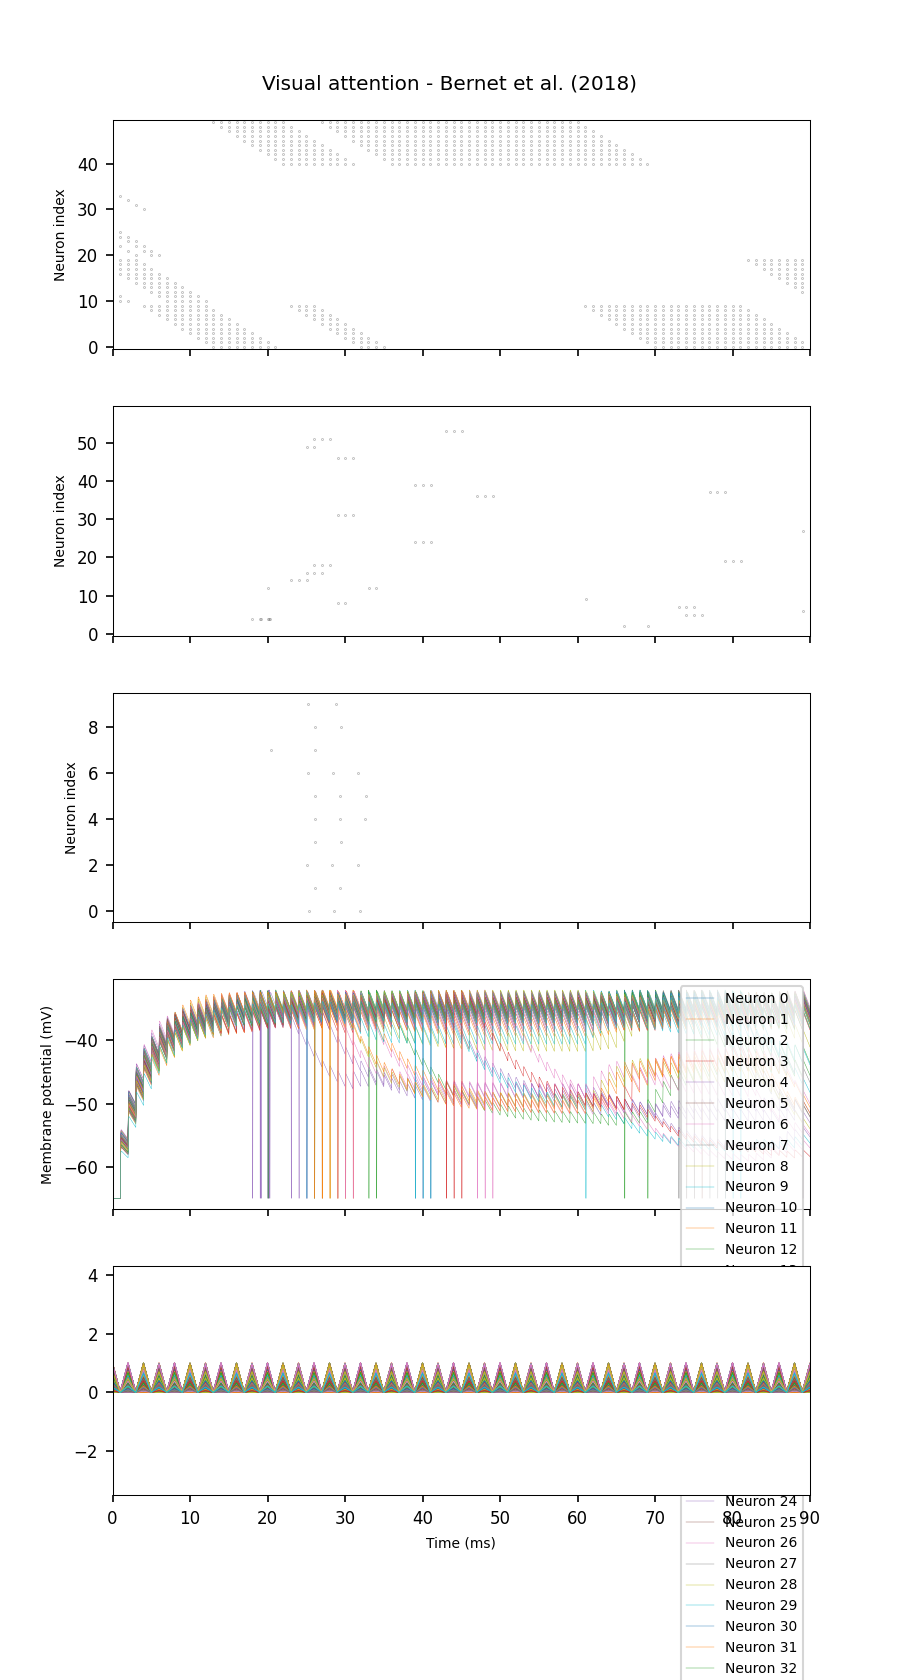 Visual attention - Bernet et al. (2018)
Neuron index
40
30
20
10
0
Neuron index
50
40
30
20
10
0
Neuron index
8
6
4
2
0
Membrane potential (mV)
−40
−50
−60
Neuron 0
Neuron 1
Neuron 2
Neuron 3
Neuron 4
Neuron 5
Neuron 6
Neuron 7
Neuron 8
Neuron 9
Neuron 10
Neuron 11
Neuron 12
4
2
0
−2
0 10 20 30 40 50 60 70 80 90
Time (ms)
Neuron 24
Neuron 25
Neuron 26
Neuron 27
Neuron 28
Neuron 29
Neuron 30
Neuron 31
Neuron 32